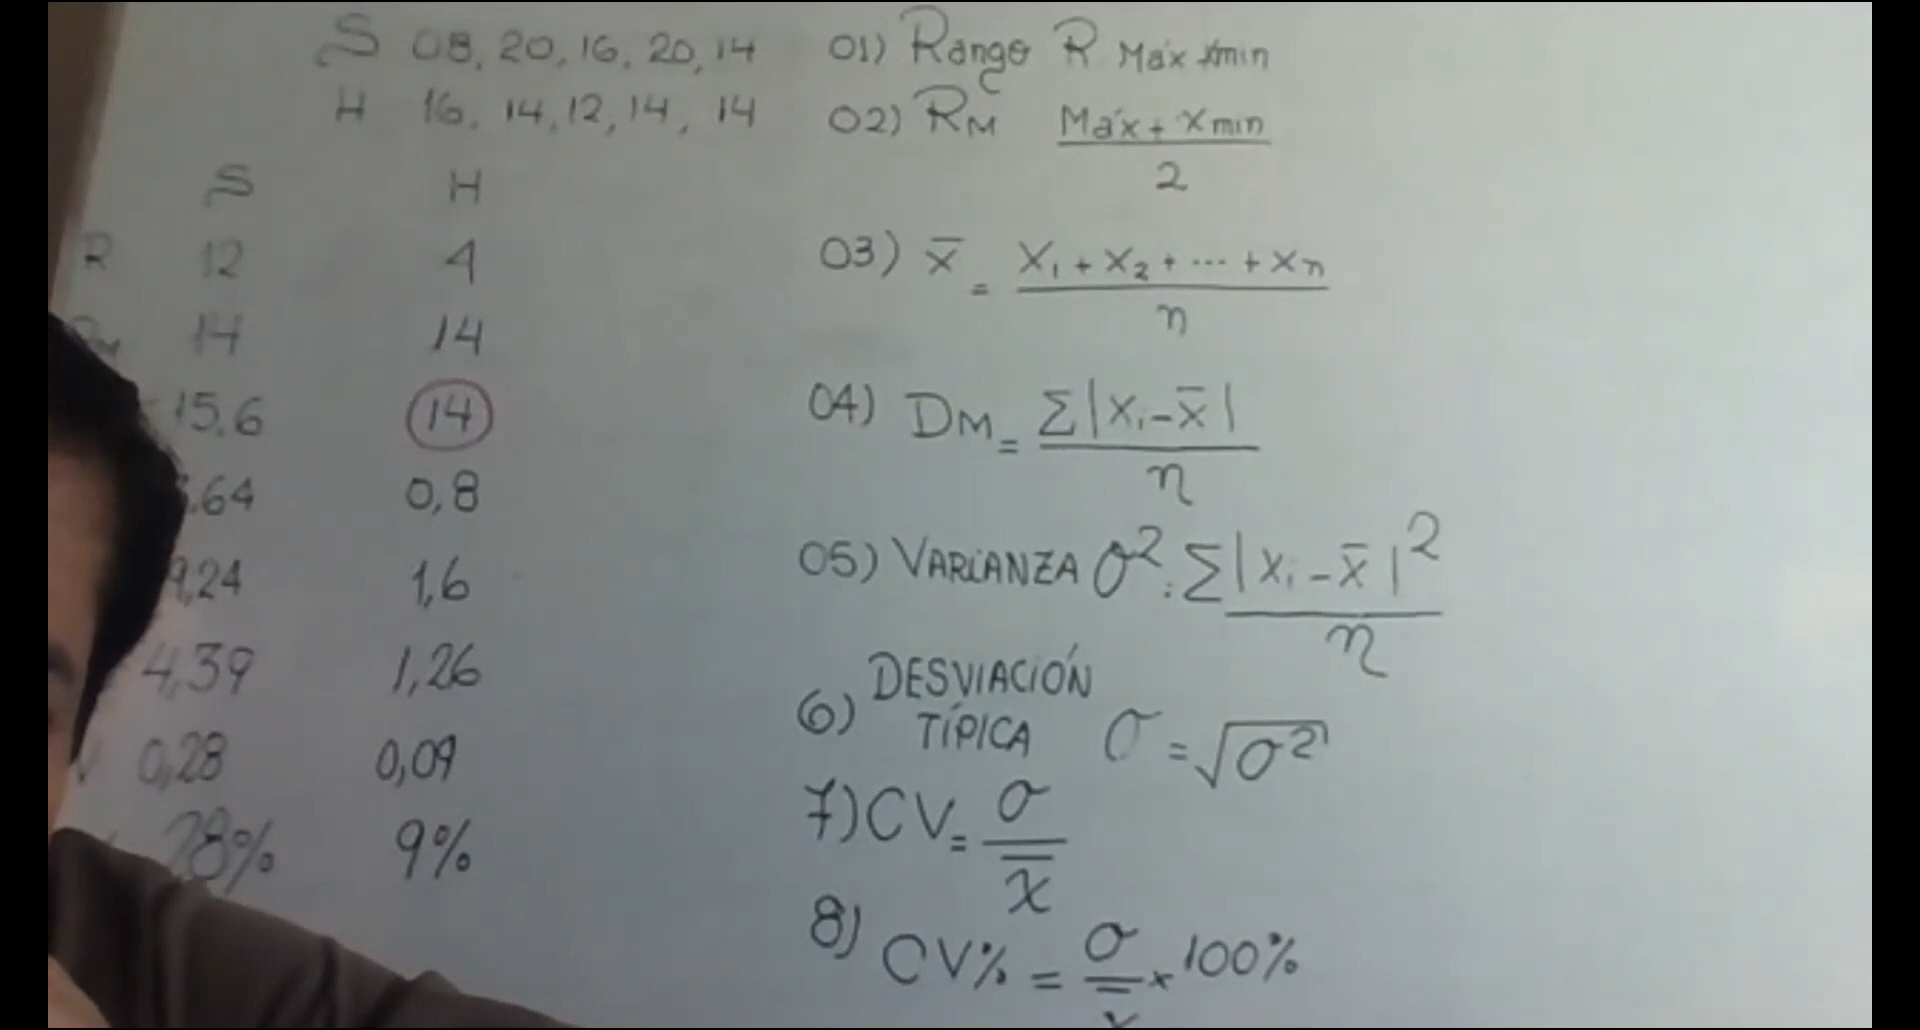 S 08, 20, 16, 20, 14
H 16, 14, 12, 14, 14
S H
R 12 4
14 14
15.6 14
.64 0,8
9,24 1,6
4,39 1,26
0,28 0,09
28% 9%
01) Rango R Máx xmin
02) RM Máx + Xmin
2
03) x̄ = X₁ + X₂ + ... + Xn
n
04) DM = Σ|Xi - x̄|
n
05) VARIANZA σ² : Σ|Xi - x̄|²
n
6) DESVIACIÓN
TÍPICA σ = √σ²
7) CV = σ
x̄
8) CV% = σ × 100%